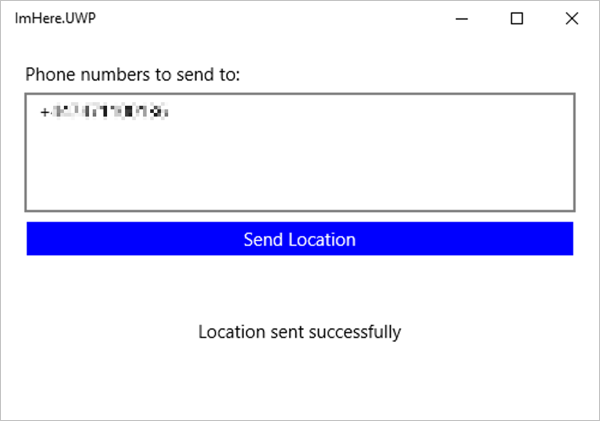 ImHere.UWP
Phone numbers to send to:
Send Location
Location sent successfully